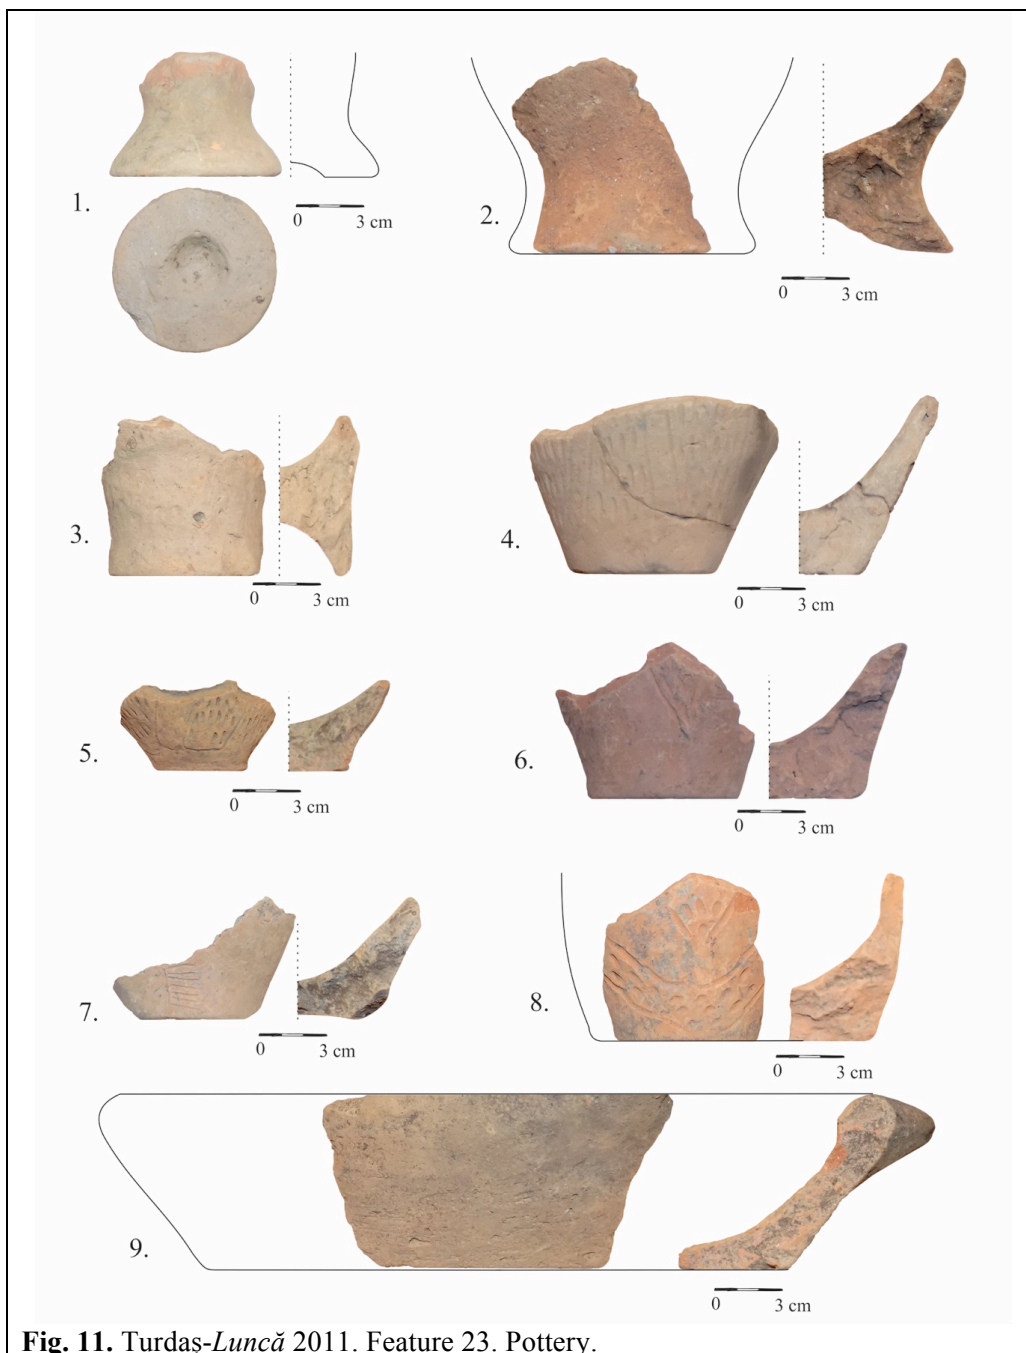 1.
0 3 cm
2.
0 3 cm
3.
0 3 cm
4.
0 3 cm
5.
0 3 cm
6.
0 3 cm
7.
0 3 cm
8.
0 3 cm
9.
0 3 cm
Fig. 11. Turdaş-Luncă 2011. Feature 23. Pottery.